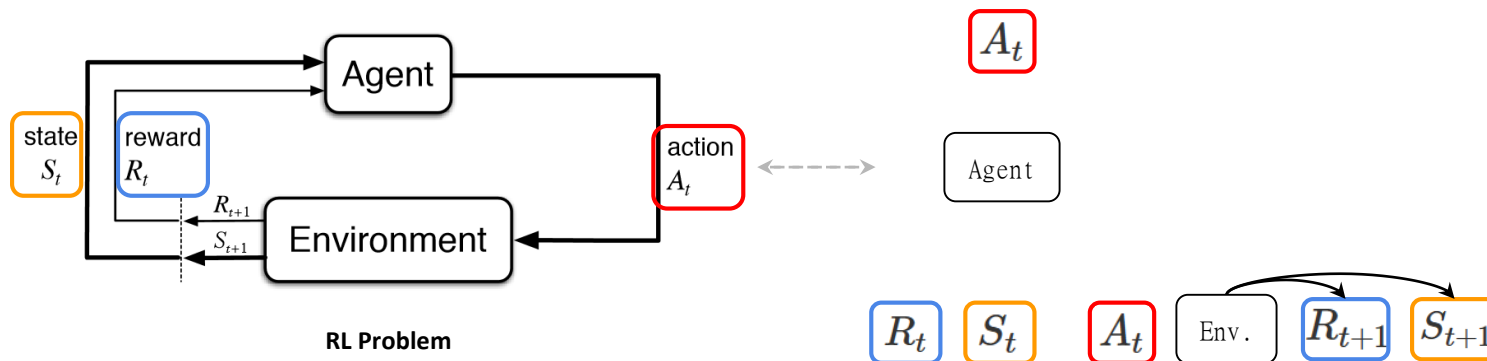 Agent
state
S_t
reward
R_t
action
A_t
R_{t+1}
S_{t+1}
Environment
RL Problem
A_t
Agent
R_t
S_t
A_t
Env.
R_{t+1}
S_{t+1}